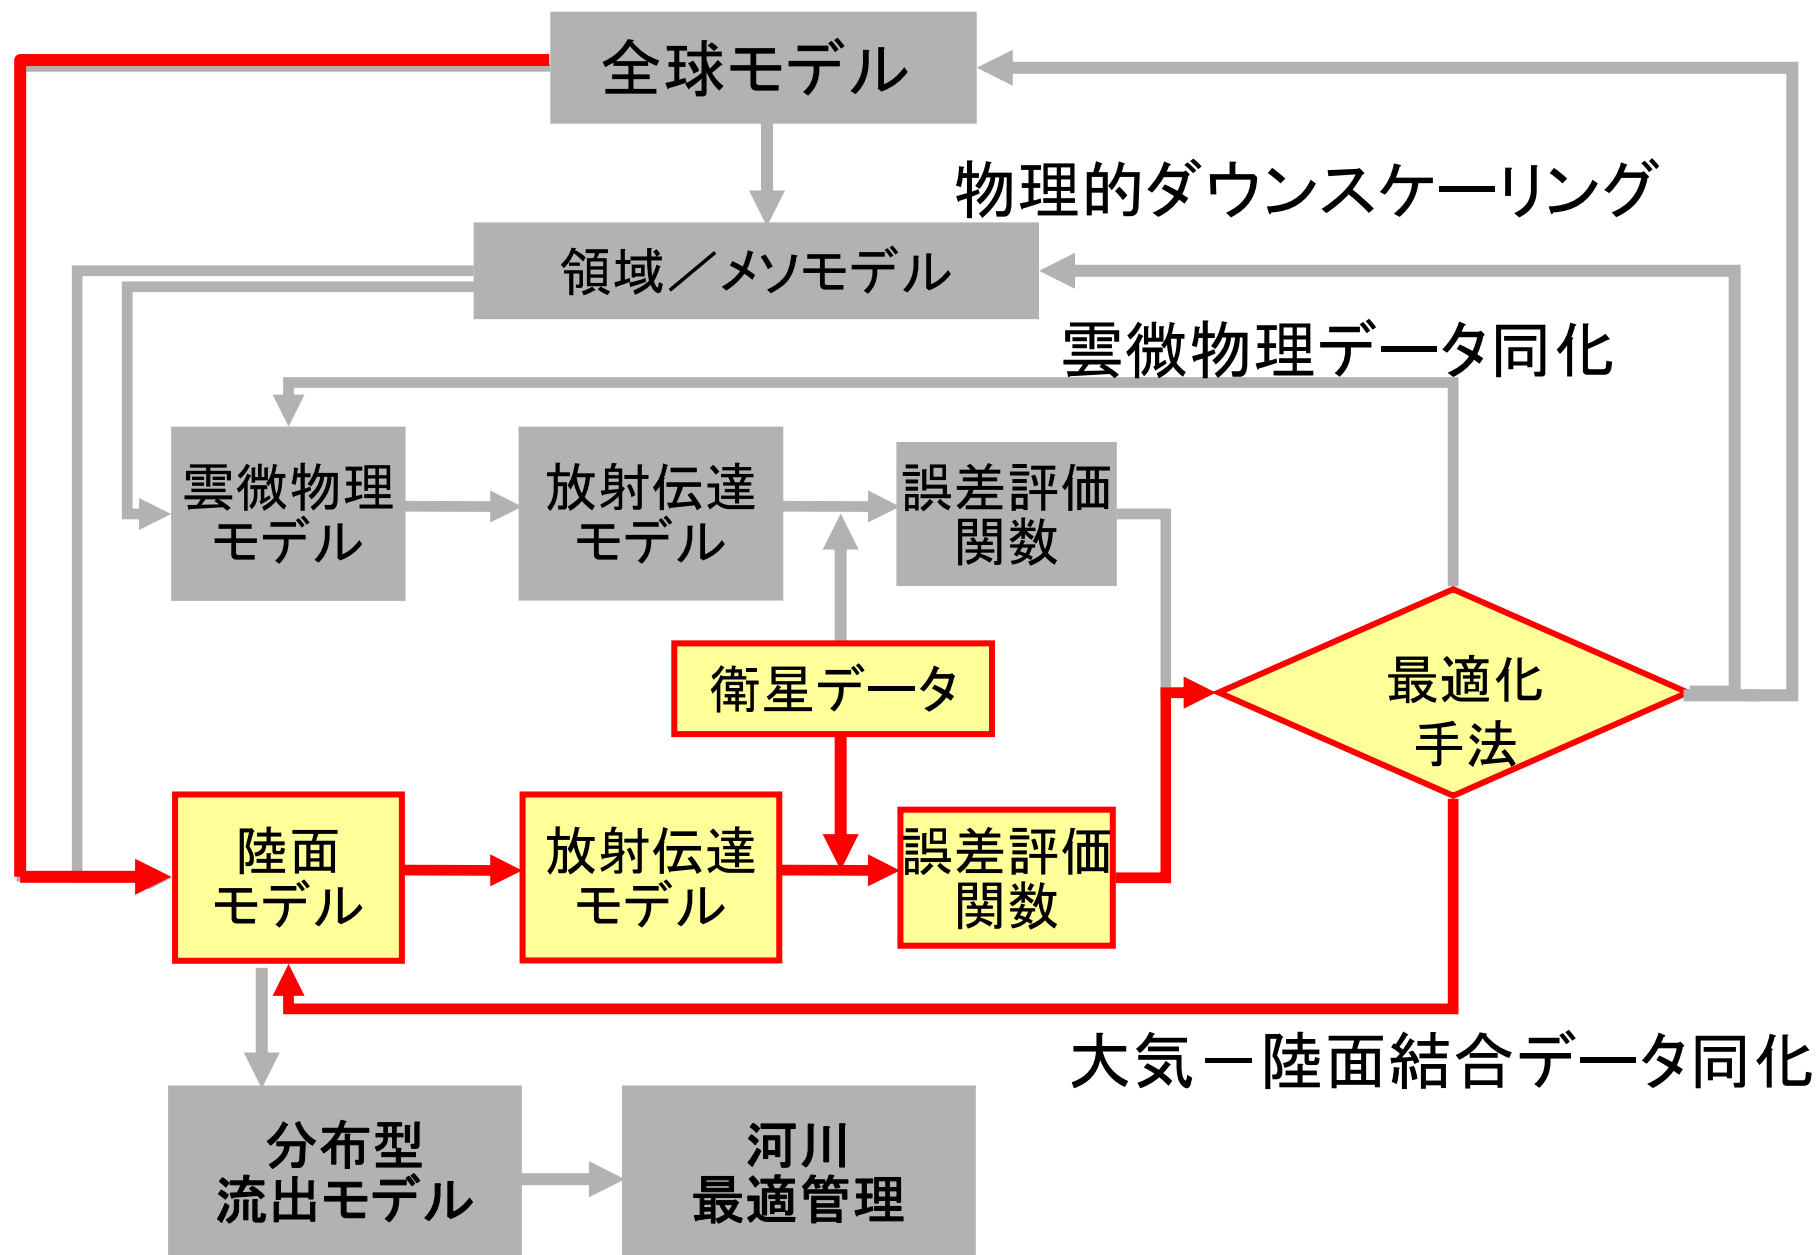 全球モデル
物理的ダウンスケーリング
領域／メソモデル
雲微物理データ同化
雲微物理
モデル
放射伝達
モデル
誤差評価
関数
衛星データ
最適化
手法
陸面
モデル
放射伝達
モデル
誤差評価
関数
大気－陸面結合データ同化
分布型
流出モデル
河川
最適管理